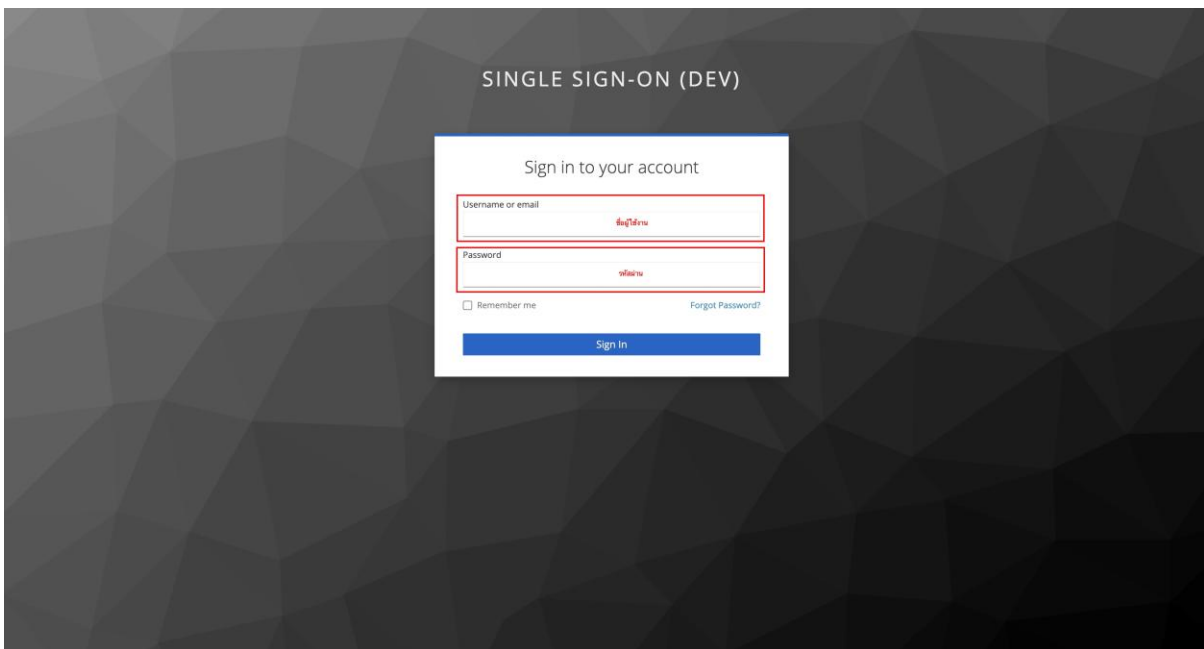 SINGLE SIGN-ON (DEV)
Sign in to your account
Username or email
ชื่อผู้ใช้งาน
Password
รหัสผ่าน
Remember me
Forgot Password?
Sign In